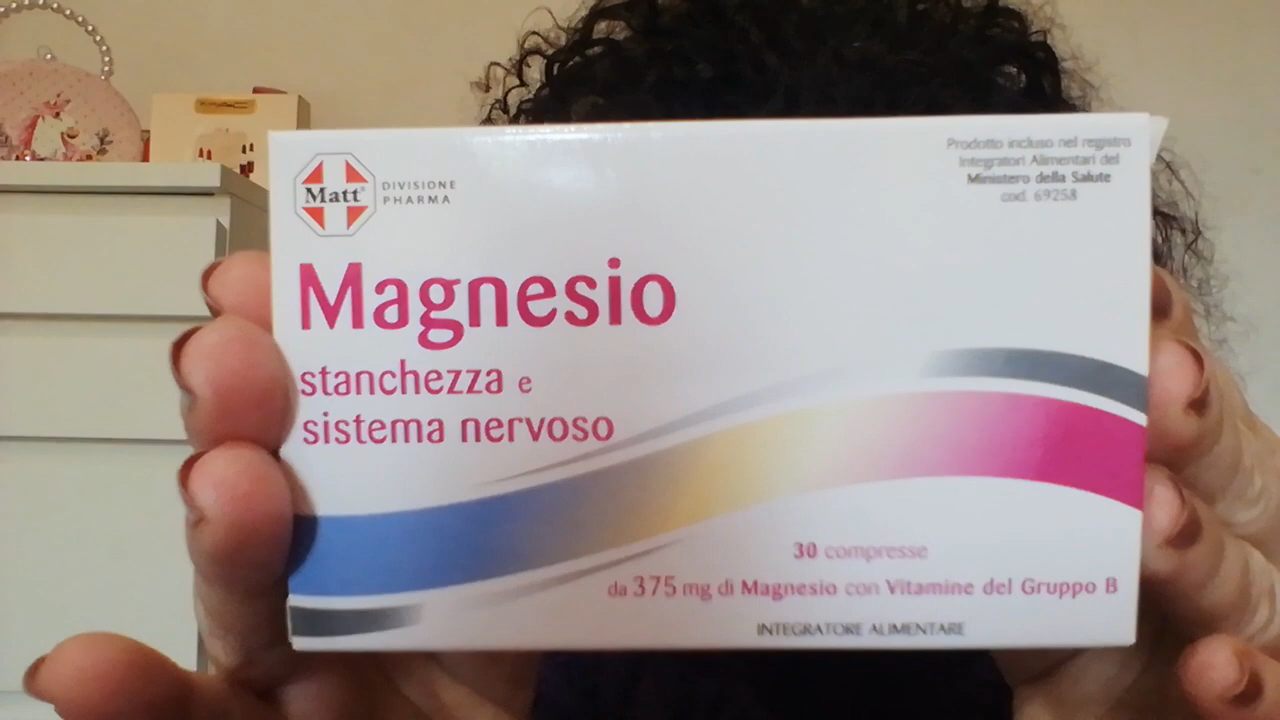 Matt®
DIVISIONE
PHARMA
Prodotto incluso nel registro
Integratori Alimentari del
Ministero della Salute
cod. 69258
Magnesio
stanchezza e
sistema nervoso
30 compresse
da 375 mg di Magnesio con Vitamine del Gruppo B
INTEGRATORE ALIMENTARE